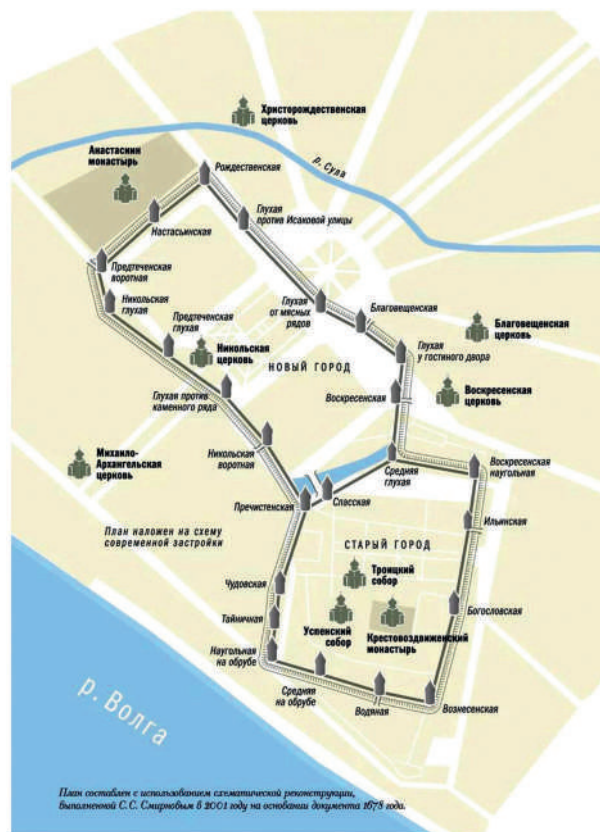 Христорождественская
церковь
Анастасиин
монастырь
р. Сула
Рождественская
Глухая
против Исаковой улицы
Настасьинская
Предтеченская
воротная
Никольская
глухая
Предтеченская
глухая
Глухая
от мясных
рядов
Благовещенская
Благовещенская
церковь
Глухая
у гостиного двора
Никольская
церковь
НОВЫЙ ГОРОД
Воскресенская
Воскресенская
церковь
Глухая против
каменного ряда
Никольская
воротная
Михаило-
Архангельская
церковь
Средняя
глухая
Воскресенская
наугольная
Пречистенская
Спасская
Ильинская
План наложен на схему
современной застройки
СТАРЫЙ ГОРОД
Троицкий
собор
Чудовская
Тайничная
Богословская
Успенский
собор
Крестовоздвиженский
монастырь
Наугольная
на обрубе
Средняя
на обрубе
Водяная
Вознесенская
р. Волга
План составлен с использованием схематической реконструкции,
выполненной С.С. Смирновым в 2001 году на основании документа 1678 года.